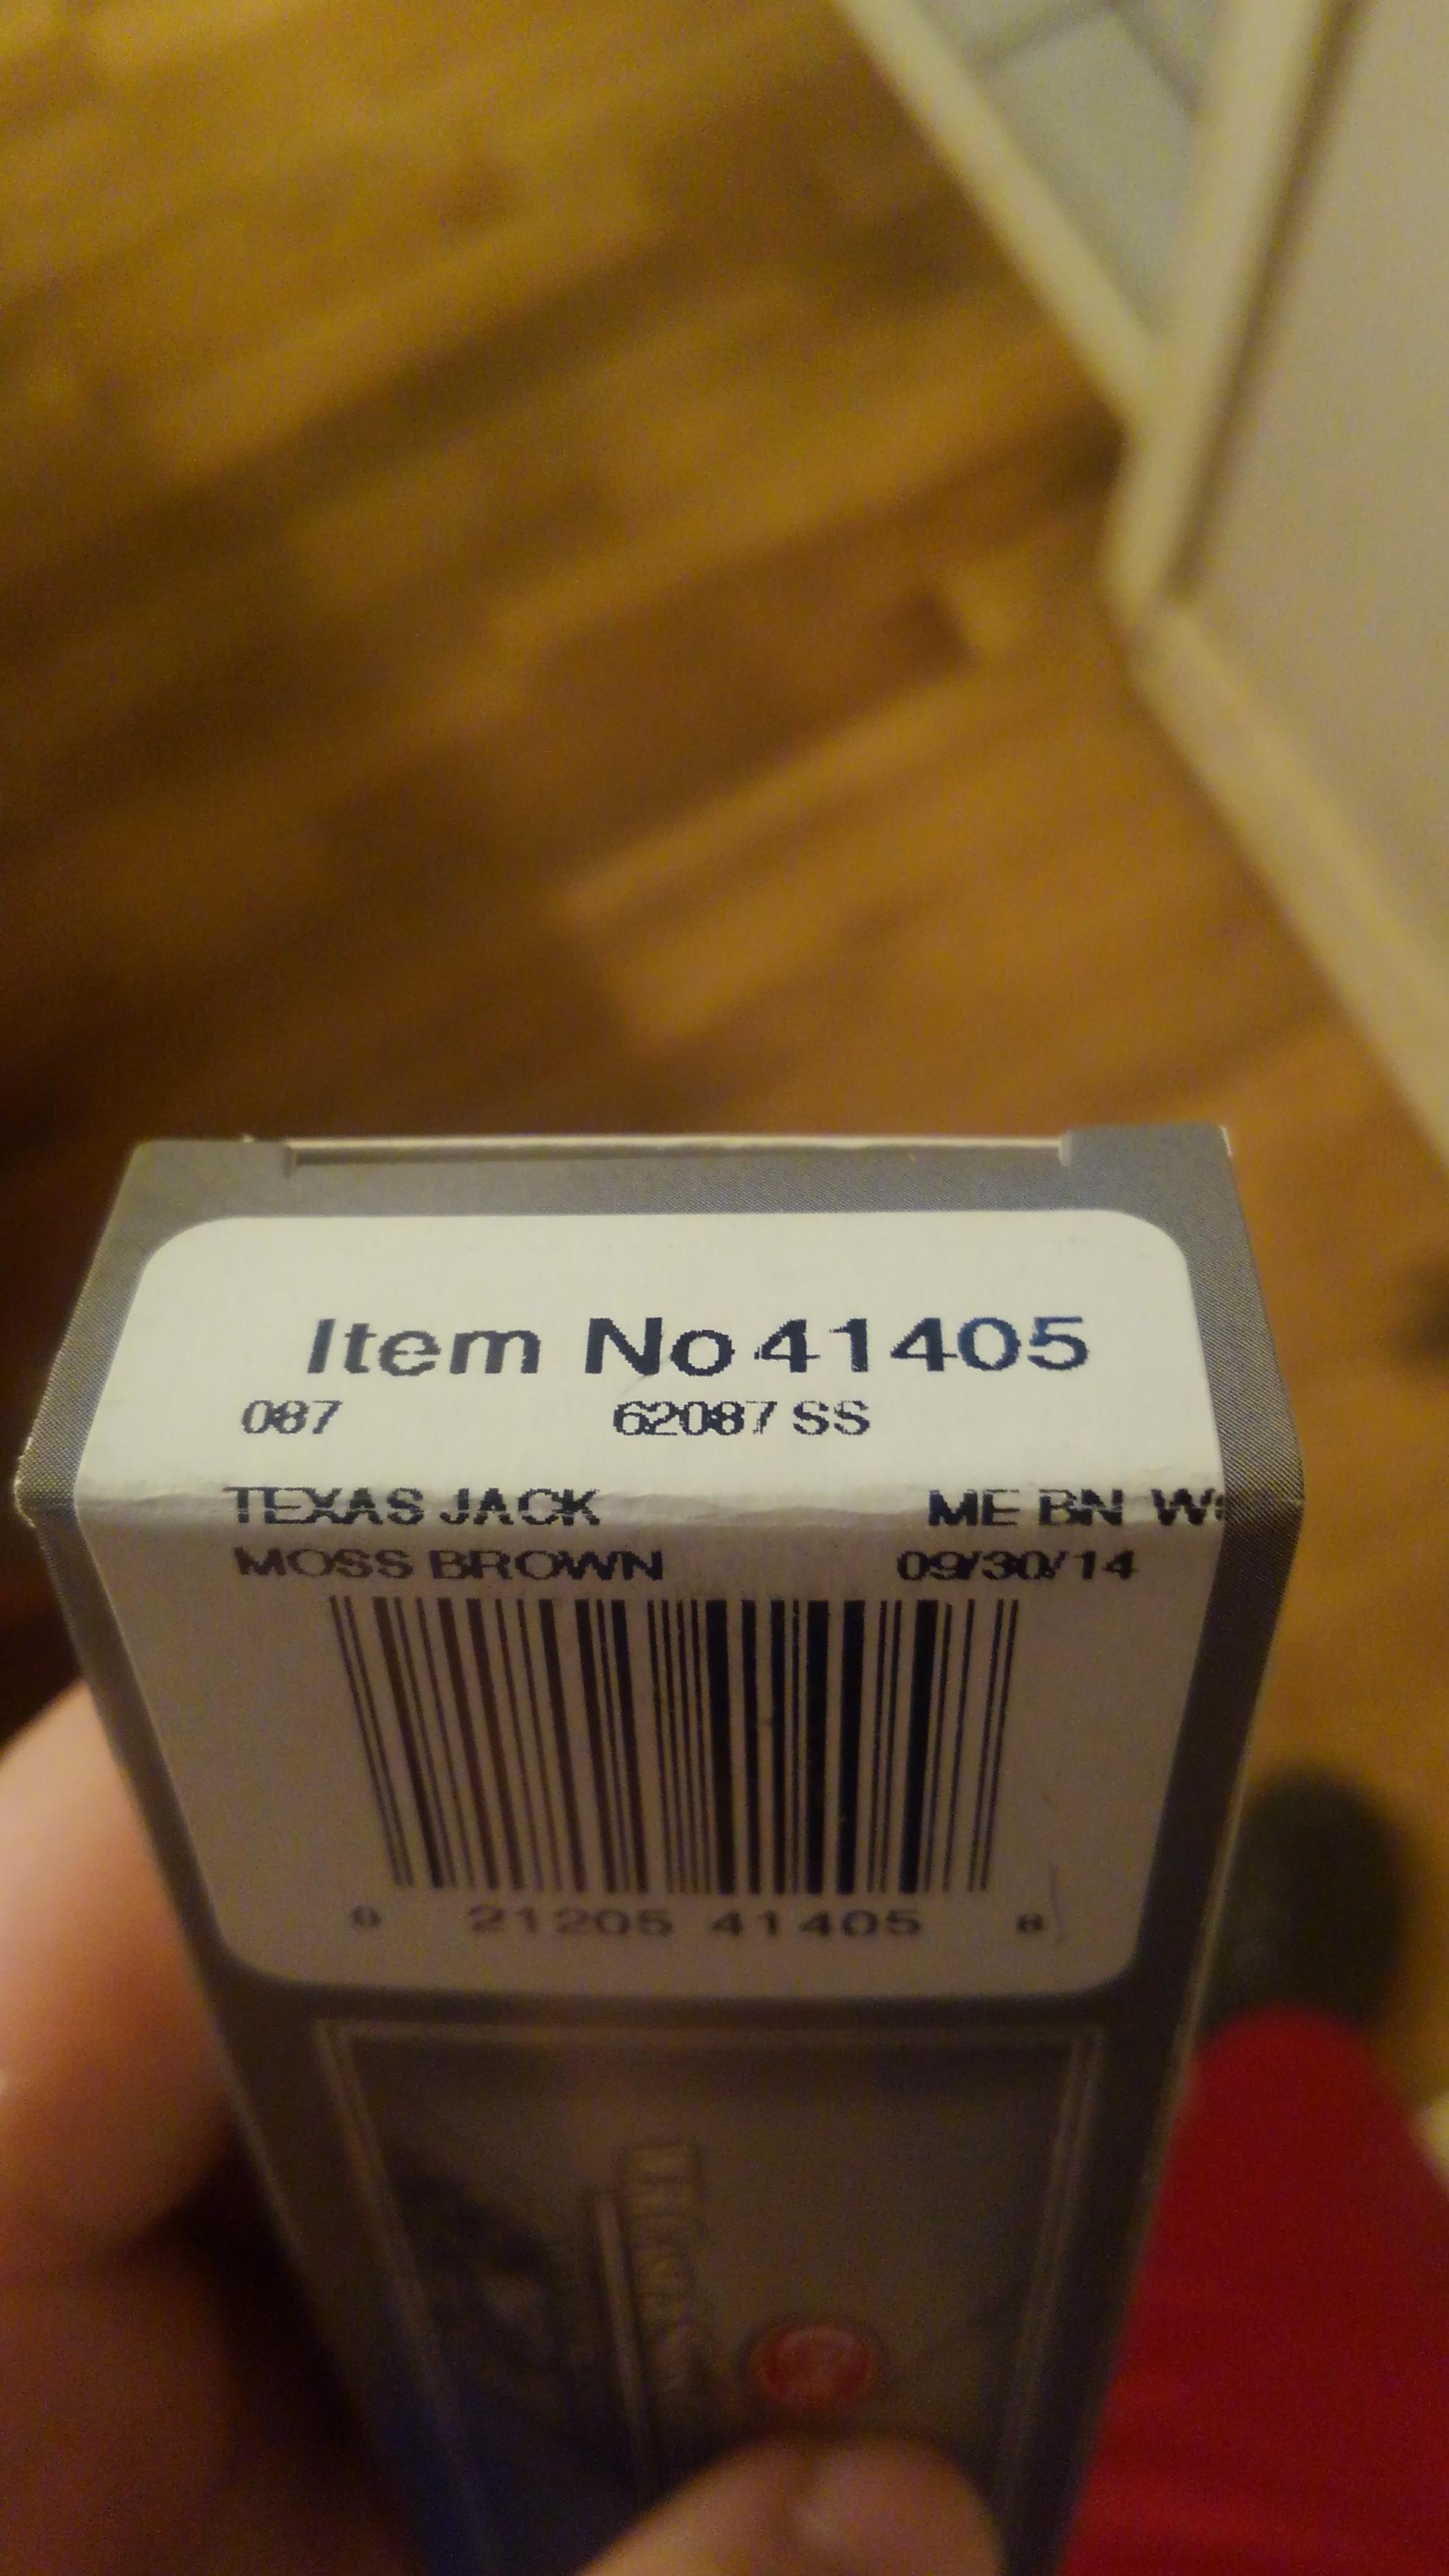 Item No 41405
087 62087 SS
TEXAS JACK ME BN
MOSS BROWN 09/30/14
0 21205 41405 8